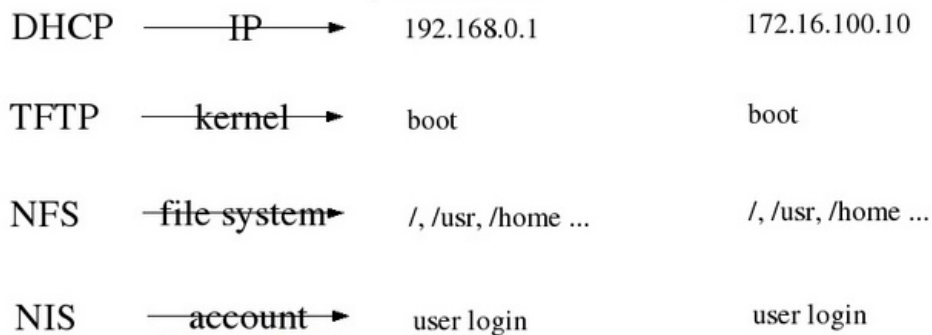 DHCP IP 192.168.0.1 172.16.100.10
TFTP kernel boot boot
NFS file system /, /usr, /home ... /, /usr, /home ...
NIS account user login user login